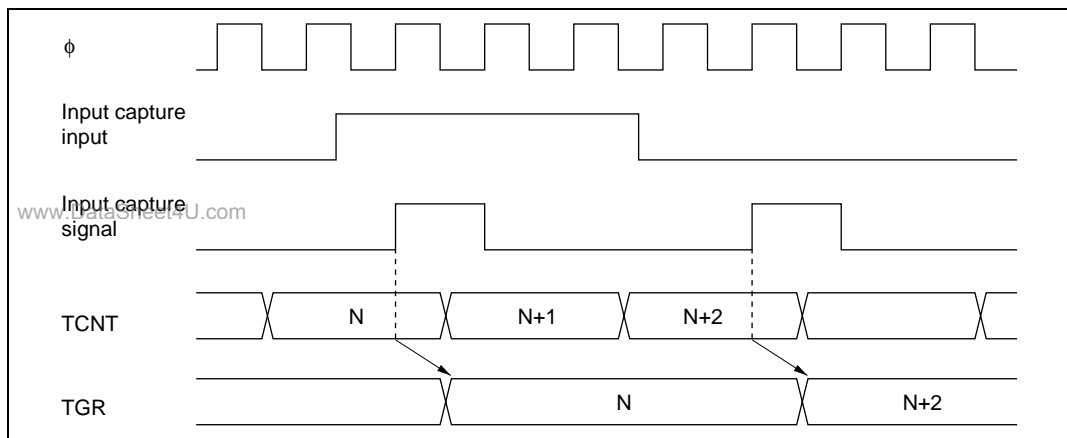 φ
Input capture
input
Input capture
signal
www.DataSheet4U.com
TCNT
N
N+1
N+2
TGR
N
N+2